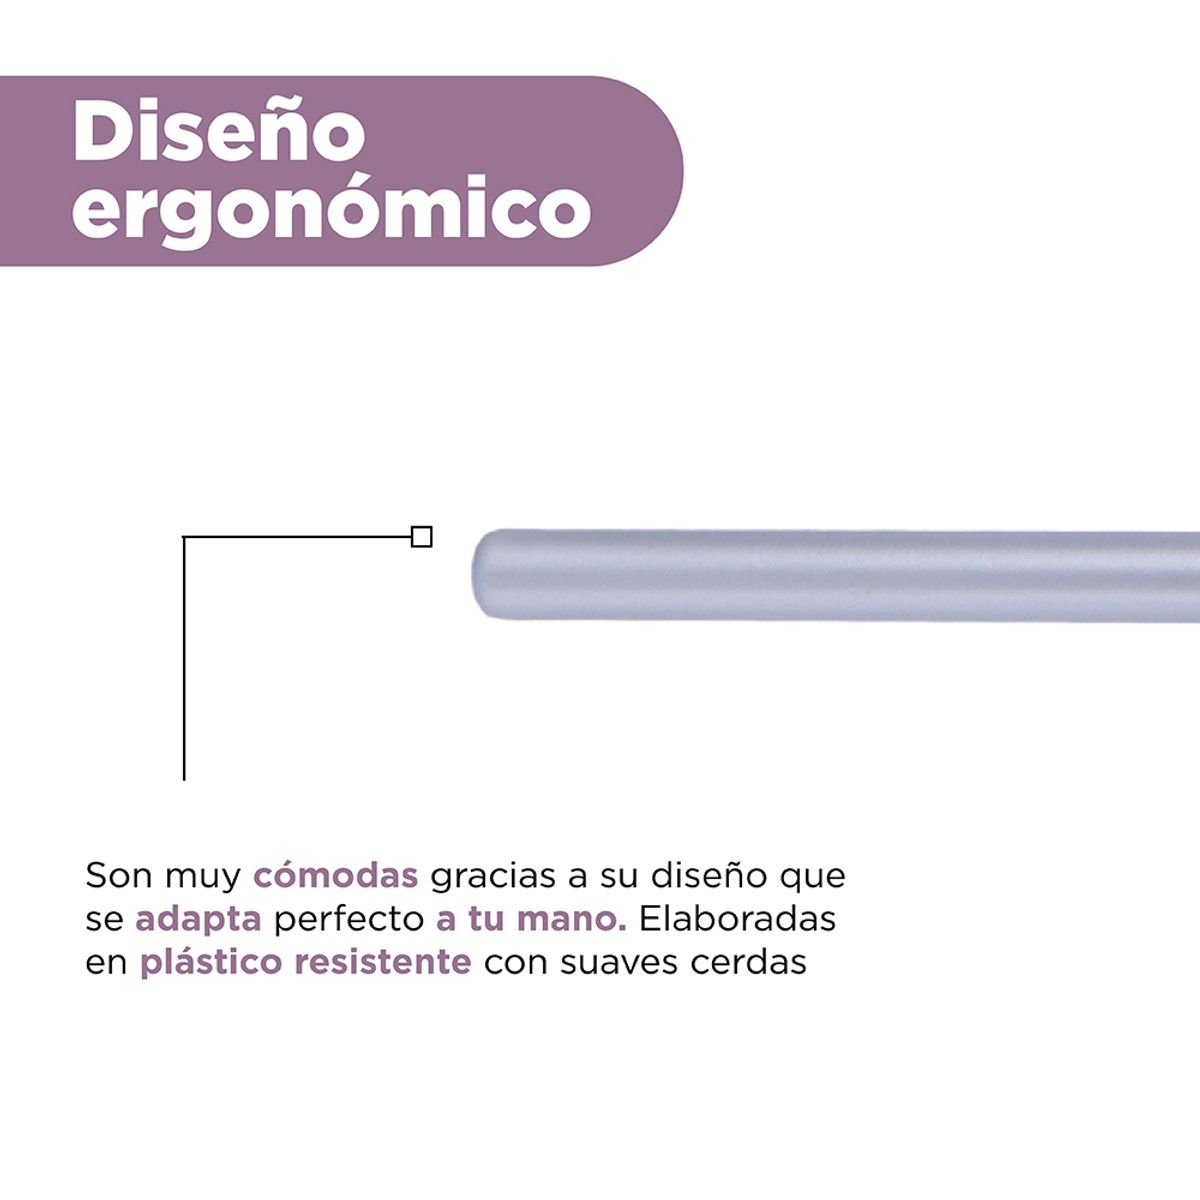 Diseño
ergonómico
Son muy cómodas gracias a su diseño que
se adapta perfecto a tu mano. Elaboradas
en plástico resistente con suaves cerdas